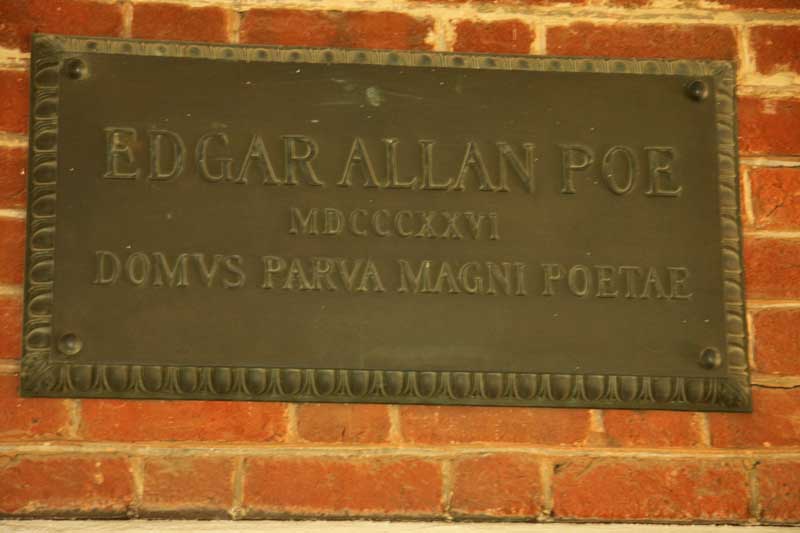 EDGAR ALLAN POE
MDCCCXXVI
DOMVS PARVA MAGNI POETAE